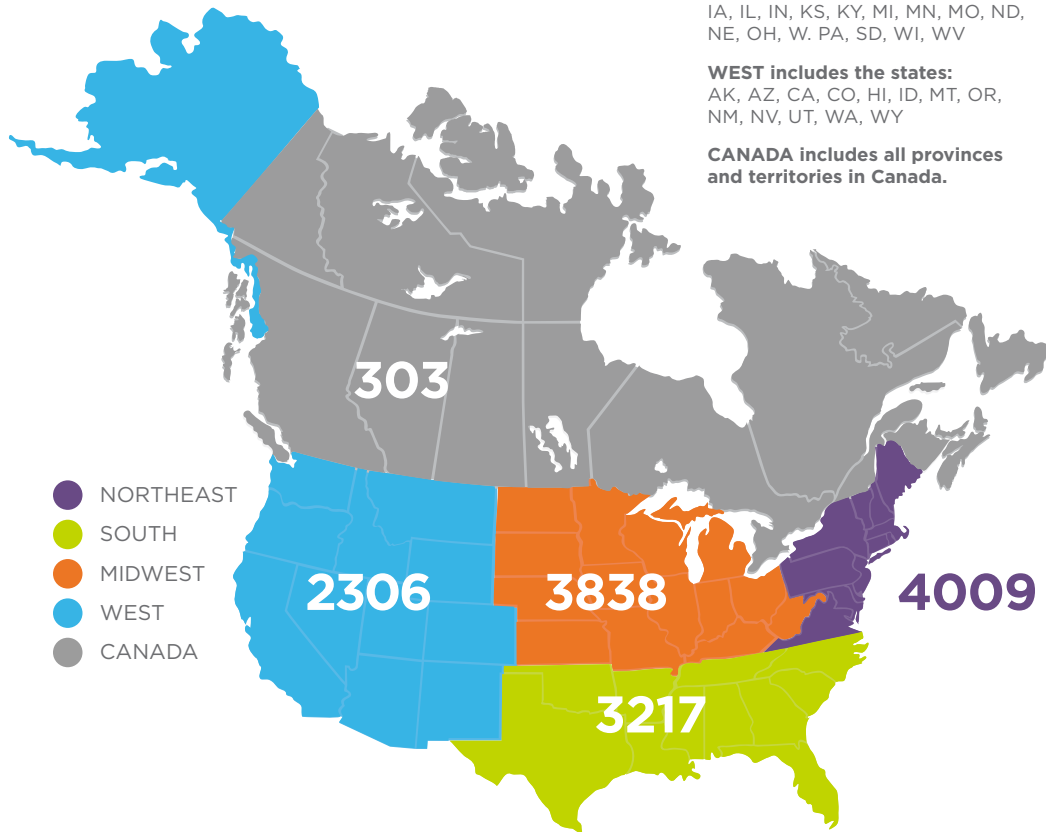 IA, IL, IN, KS, KY, MI, MN, MO, ND,
NE, OH, W. PA, SD, WI, WV
WEST includes the states:
AK, AZ, CA, CO, HI, ID, MT, OR,
NM, NV, UT, WA, WY
CANADA includes all provinces
and territories in Canada.
303
NORTHEAST
SOUTH
MIDWEST
WEST
CANADA
2306
3838
4009
3217